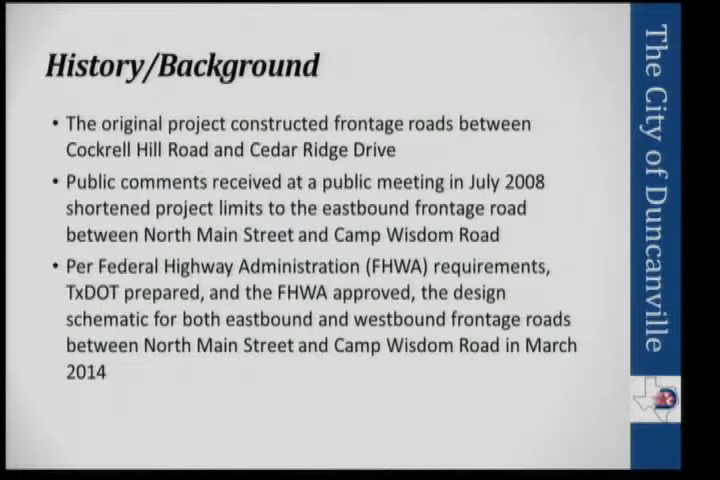 History/Background
• The original project constructed frontage roads between
Cockrell Hill Road and Cedar Ridge Drive
• Public comments received at a public meeting in July 2008
shortened project limits to the eastbound frontage road
between North Main Street and Camp Wisdom Road
• Per Federal Highway Administration (FHWA) requirements,
TxDOT prepared, and the FHWA approved, the design
schematic for both eastbound and westbound frontage roads
between North Main Street and Camp Wisdom Road in March
2014
The City of Duncanville